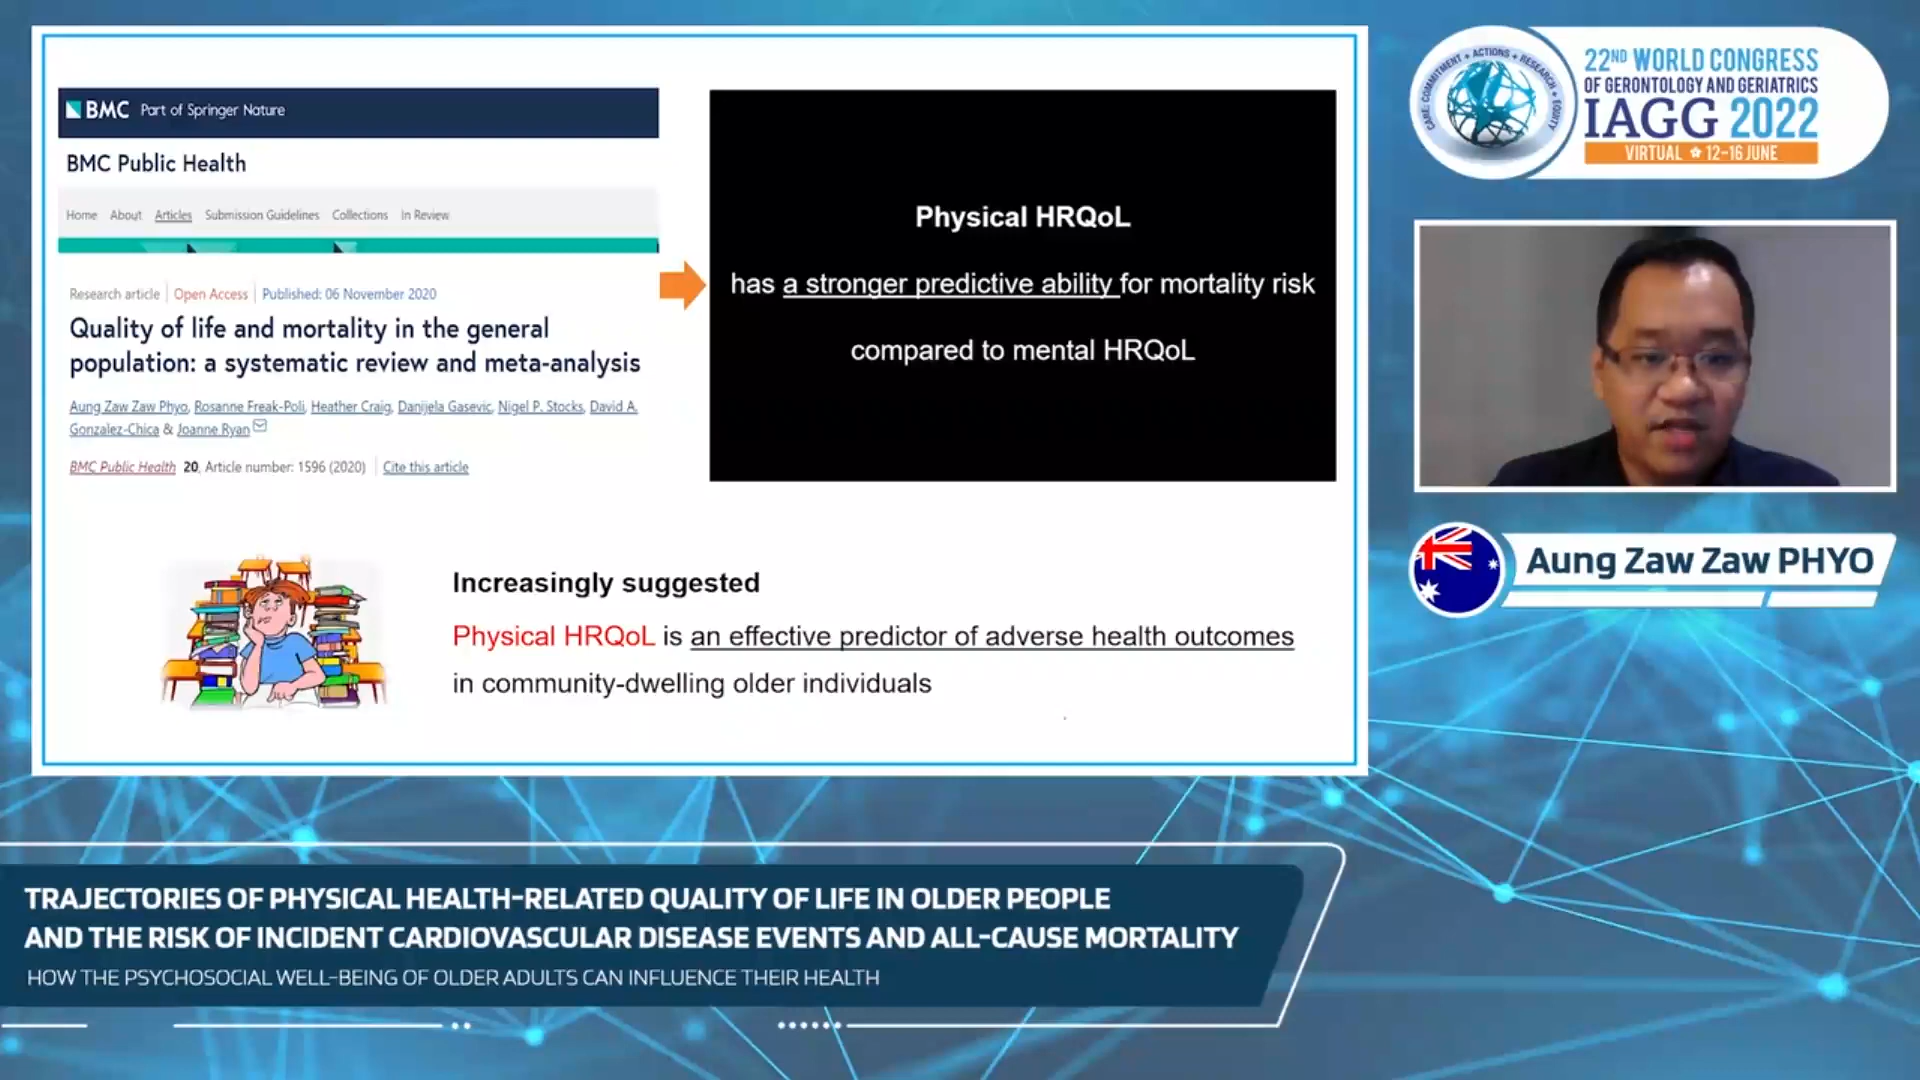 BMC Part of Springer Nature
BMC Public Health
Home About Articles Submission Guidelines Collections In Review
Research article Open Access Published: 06 November 2020
Quality of life and mortality in the general
population: a systematic review and meta-analysis
Aung Zaw Zaw Phyo, Rosanne Freak-Poli, Heather Craig, Danijela Gasevic, Nigel P. Stocks, David A.
Gonzalez-Chica & Joanne Ryan
BMC Public Health 20, Article number: 1596 (2020) Cite this article
Physical HRQoL
has a stronger predictive ability for mortality risk
compared to mental HRQoL
Increasingly suggested
Physical HRQoL is an effective predictor of adverse health outcomes
in community-dwelling older individuals
CARE: COMMITMENT + ACTIONS + RESEARCH + EQUITY
22ND WORLD CONGRESS
OF GERONTOLOGY AND GERIATRICS
IAGG 2022
VIRTUAL 12-16 JUNE
Aung Zaw Zaw PHYO
TRAJECTORIES OF PHYSICAL HEALTH-RELATED QUALITY OF LIFE IN OLDER PEOPLE
AND THE RISK OF INCIDENT CARDIOVASCULAR DISEASE EVENTS AND ALL-CAUSE MORTALITY
HOW THE PSYCHOSOCIAL WELL-BEING OF OLDER ADULTS CAN INFLUENCE THEIR HEALTH